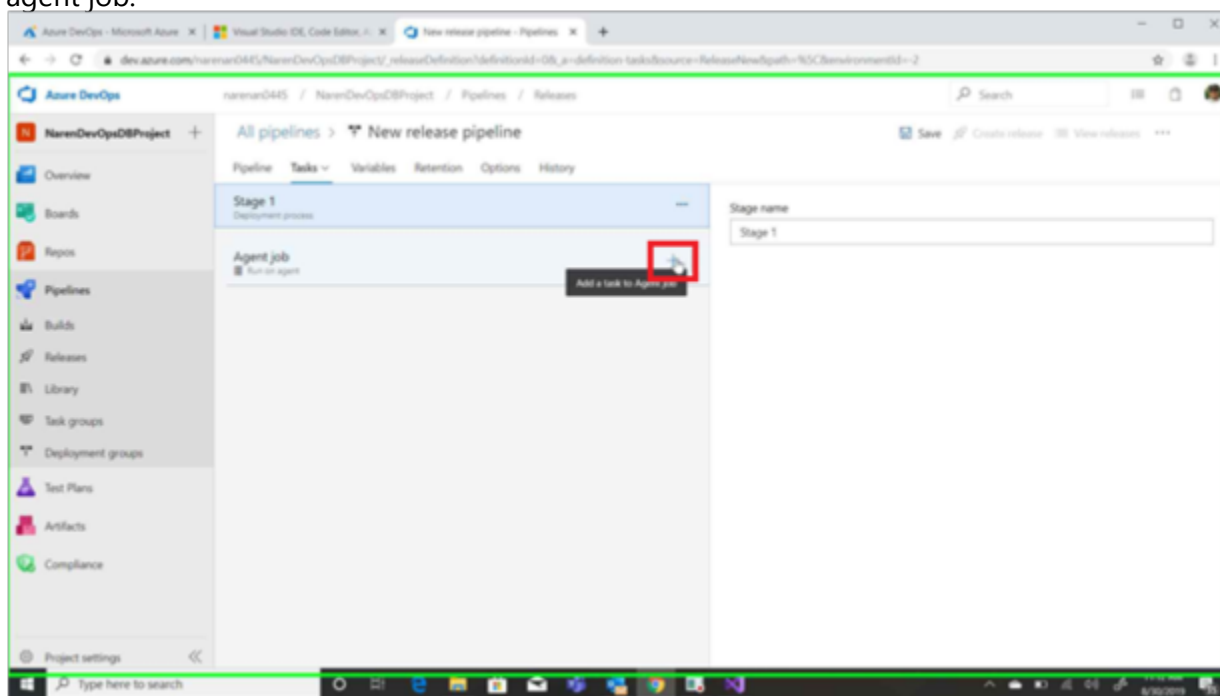 agent job.
Azure DevOps - Microsoft Azure
Visual Studio IDE, Code Editor,
New release pipeline - Pipelines
Azure DevOps
narenan0445 / NarenDevOpsDBProject / Pipelines / Releases
Search
NarenDevOpsDBProject
All pipelines > New release pipeline
Save Create release View releases ...
Pipeline Tasks Variables Retention Options History
Overview
Boards
Repos
Pipelines
Builds
Releases
Library
Task groups
Deployment groups
Test Plans
Artifacts
Compliance
Project settings
Stage 1
Deployment process
Agent job
Run on agent
Add a task to Agent job
Stage name
Stage 1
Type here to search